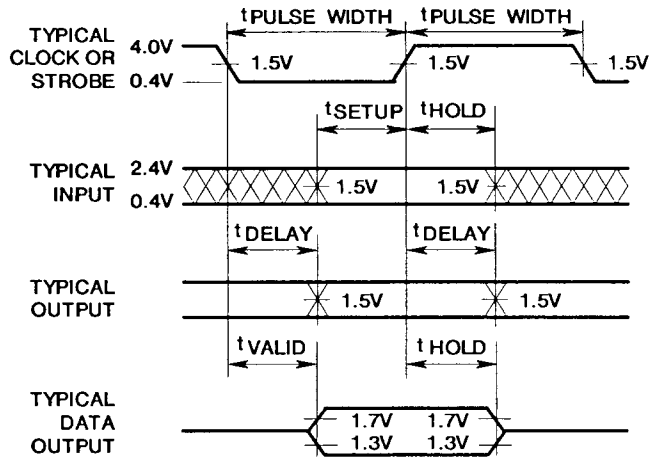 tPULSE WIDTH tPULSE WIDTH
TYPICAL
CLOCK OR
STROBE
4.0V
0.4V
1.5V 1.5V 1.5V
tSETUP tHOLD
TYPICAL
INPUT
2.4V
0.4V
1.5V 1.5V
tDELAY tDELAY
TYPICAL
OUTPUT
1.5V 1.5V
tVALID tHOLD
TYPICAL
DATA
OUTPUT
1.7V 1.7V
1.3V 1.3V